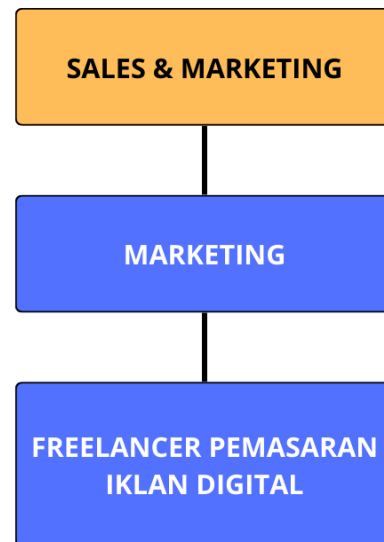 SALES & MARKETING
MARKETING
FREELANCER PEMASARAN
IKLAN DIGITAL